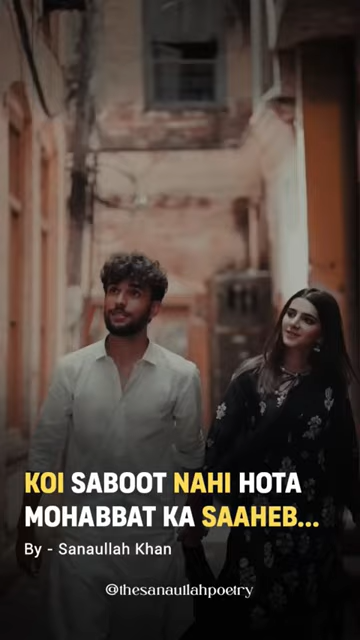 KOI SABOOT NAHI HOTA
MOHABBAT KA SAAHEB...
By - Sanaullah Khan
@thesanaullahpoetry